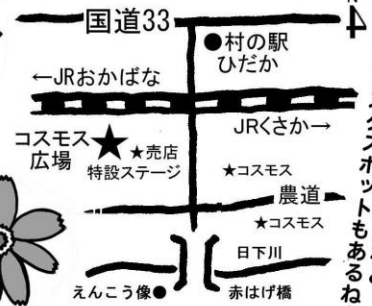 国道33
●村の駅
ひだか
←JRおかばな
JRくさか→
コスモス
広場
★売店
特設ステージ
★コスモス
農道
★コスモス
日下川
えんこう像●
赤はげ橋
スポットもあるね